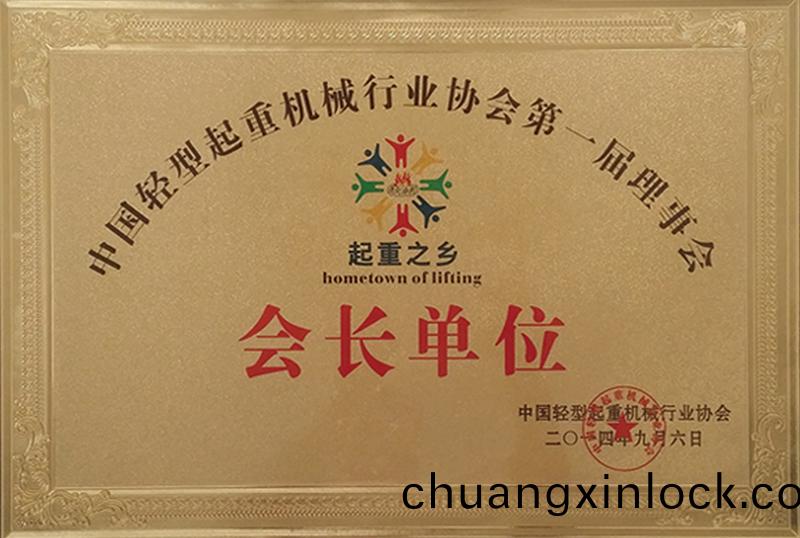 中国轻型起重机械行业协会第一届理事会
起重之乡
hometown of lifting
会长单位
中国轻型起重机械行业协会
二〇一四年九月六日
chuangxinlock.co